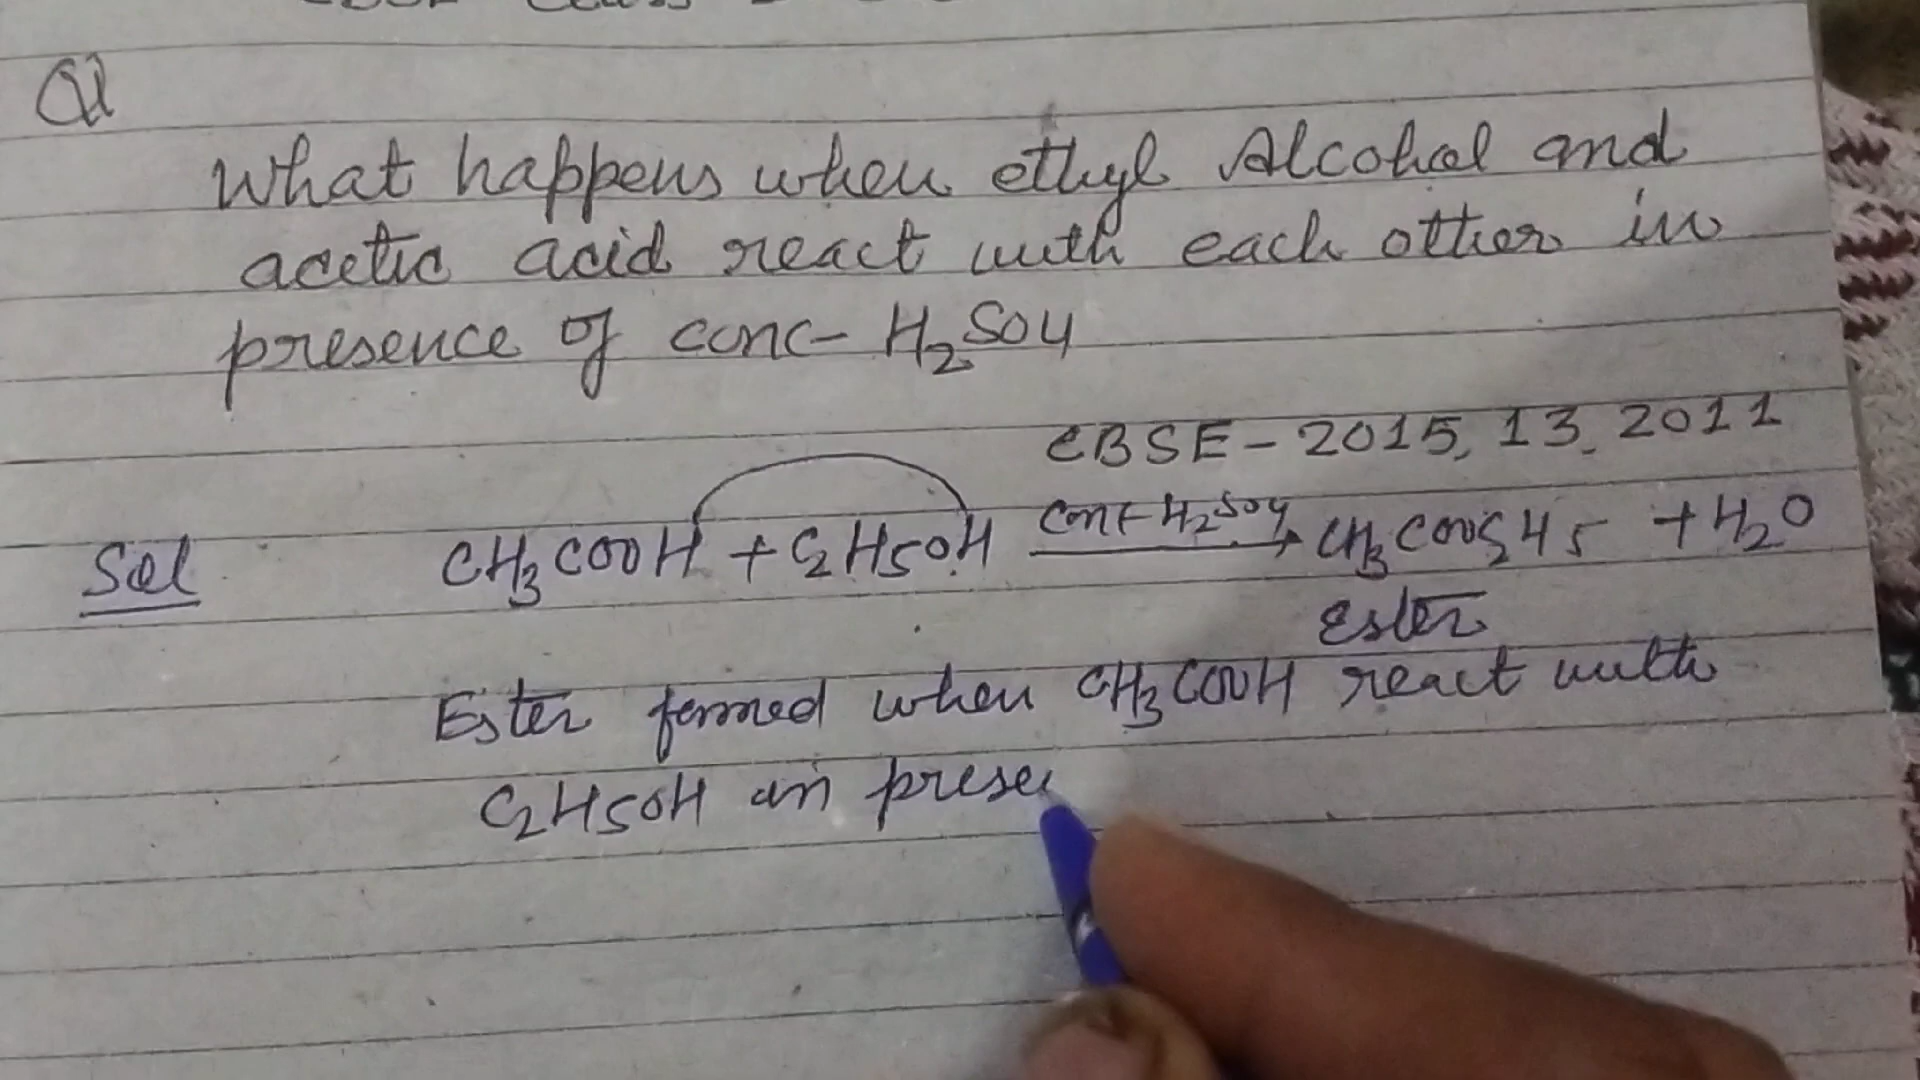 Q1
What happens when ethyl Alcohol and
acetic acid react with each other in
presence of conc- H2SO4
CBSE - 2015, 13, 2011
Sol CH3COOH + C2H5OH conc H2SO4 → CH3COOC2H5 + H2O
Ester
Ester formed when CH3COOH react with
C2H5OH in prese